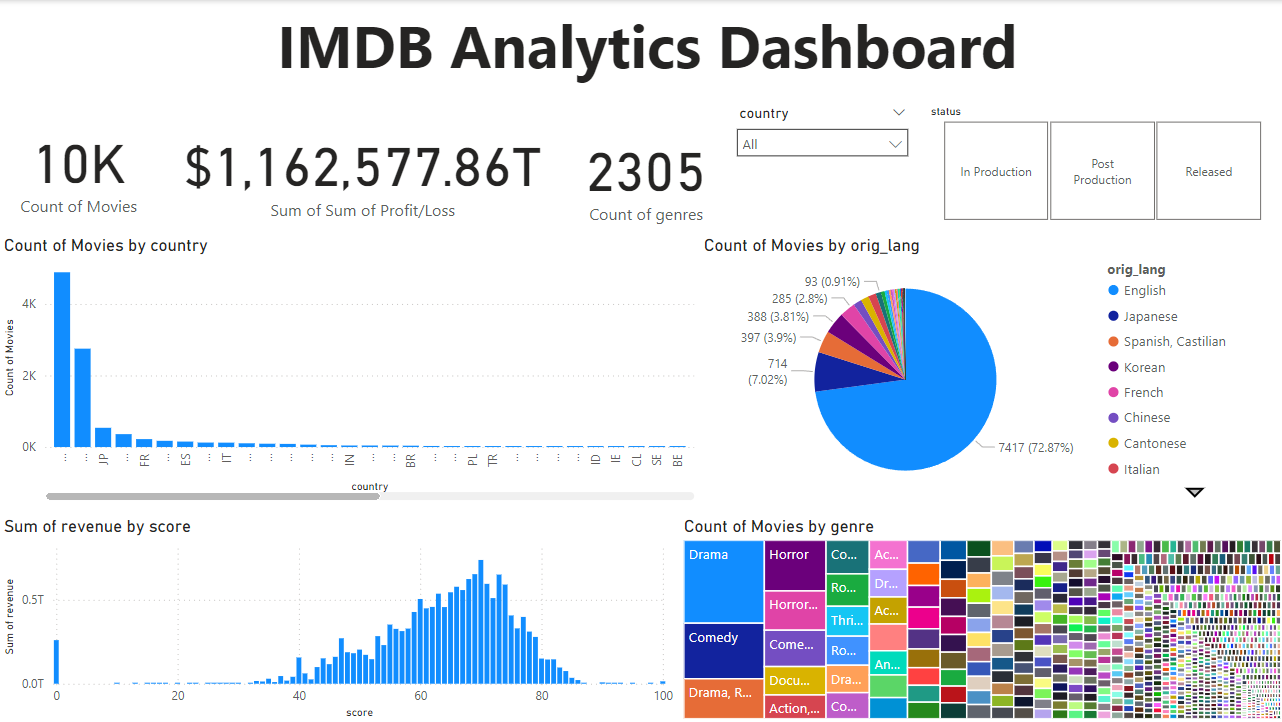 IMDB Analytics Dashboard
10K
Count of Movies
$1,162,577.86T
Sum of Sum of Profit/Loss
2305
Count of genres
country
All
status
In Production
Post
Production
Released
Count of Movies by country
Count of Movies
4K
2K
0K
... ... JP ... FR ... ES ... IT ... ... ... ... ... IN ... ... BR ... ... PL TR ... ... ... ... ID IE CL SE BE
country
Count of Movies by orig_lang
93 (0.91%)
285 (2.8%)
388 (3.81%)
397 (3.9%)
714
(7.02%)
7417 (72.87%)
orig_lang
English
Japanese
Spanish, Castilian
Korean
French
Chinese
Cantonese
Italian
Sum of revenue by score
Sum of revenue
0.5T
0.0T
0 20 40 60 80 100
score
Count of Movies by genre
Drama
Comedy
Drama, R...
Horror
Horror...
Come...
Docu...
Action,...
Co...
Ro...
Thri...
Ro...
Dra...
Co...
Ac...
Dr...
Ac...
An...